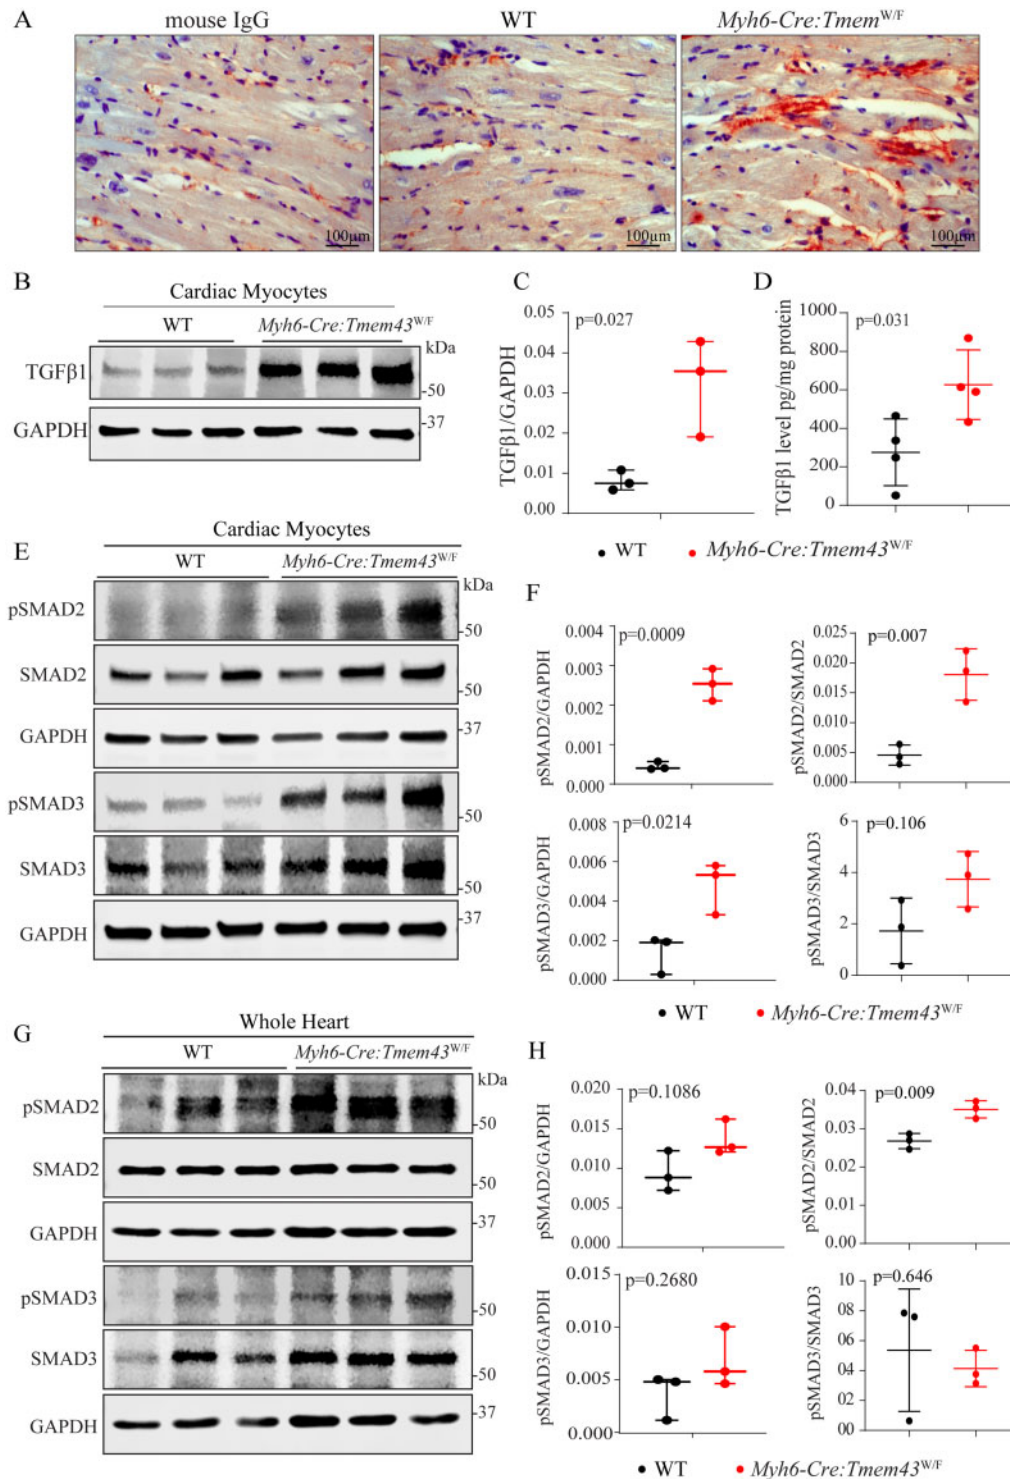 A
mouse IgG
WT
Myh6-Cre:Tmem^W/F
100μm
100μm
100μm
B
Cardiac Myocytes
WT
Myh6-Cre:Tmem43^W/F
kDa
TGFβ1
-50
GAPDH
-37
C
p=0.027
TGFβ1/GAPDH
0.05
0.04
0.03
0.02
0.01
0.00
D
p=0.031
TGFβ1 level pg/mg protein
1000
800
600
400
200
0
WT
Myh6-Cre:Tmem43^W/F
E
Cardiac Myocytes
WT
Myh6-Cre:Tmem43^W/F
kDa
pSMAD2
-50
SMAD2
-50
GAPDH
-37
pSMAD3
-50
SMAD3
-50
GAPDH
-37
F
p=0.0009
pSMAD2/GAPDH
0.004
0.003
0.002
0.001
0.000
p=0.007
pSMAD2/SMAD2
0.025
0.020
0.015
0.010
0.005
0.000
p=0.0214
pSMAD3/GAPDH
0.008
0.006
0.004
0.002
0.000
p=0.106
pSMAD3/SMAD3
6
4
2
0
WT
Myh6-Cre:Tmem43^W/F
G
Whole Heart
WT
Myh6-Cre:Tmem43^W/F
kDa
pSMAD2
-50
SMAD2
-50
GAPDH
-37
pSMAD3
-50
SMAD3
-50
GAPDH
-37
H
p=0.1086
pSMAD2/GAPDH
0.020
0.015
0.010
0.005
0.000
p=0.009
pSMAD2/SMAD2
0.04
0.03
0.02
0.01
0.00
p=0.2680
pSMAD3/GAPDH
0.015
0.010
0.005
0.000
p=0.646
pSMAD3/SMAD3
10
08
06
04
02
00
WT
Myh6-Cre:Tmem43^W/F